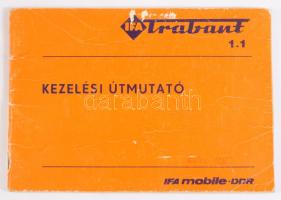 IFA Trabant
1.1
KEZELÉSI ÚTMUTATÓ
darabanth
IFA mobile-DDR